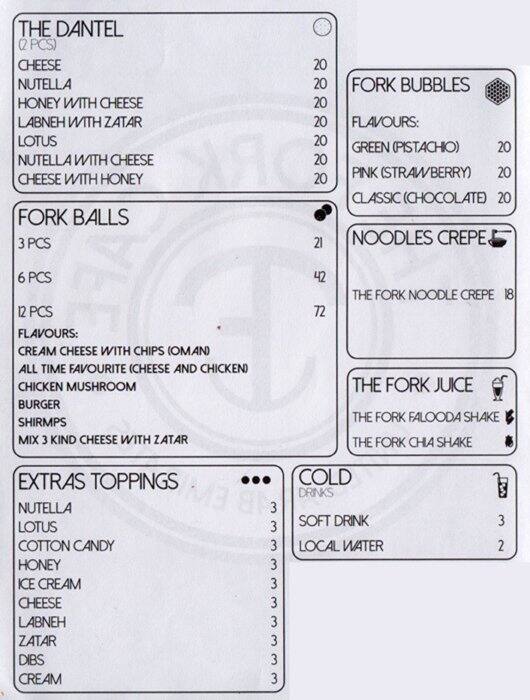 THE DANTEL
(2 PCS)
CHEESE 20
NUTELLA 20
HONEY WITH CHEESE 20
LABNEH WITH ZATAR 20
LOTUS 20
NUTELLA WITH CHEESE 20
CHEESE WITH HONEY 20
FORK BALLS
3 PCS 21
6 PCS 42
12 PCS 72
FLAVOURS:
CREAM CHEESE WITH CHIPS (OMAN)
ALL TIME FAVOURITE (CHEESE AND CHICKEN)
CHICKEN MUSHROOM
BURGER
SHIRMPS
MIX 3 KIND CHEESE WITH ZATAR
EXTRAS TOPPINGS
NUTELLA 3
LOTUS 3
COTTON CANDY 3
HONEY 3
ICE CREAM 3
CHEESE 3
LABNEH 3
ZATAR 3
DIBS 3
CREAM 3
FORK BUBBLES
FLAVOURS:
GREEN (PISTACHIO) 20
PINK (STRAWBERRY) 20
CLASSIC (CHOCOLATE) 20
NOODLES CREPE
THE FORK NOODLE CREPE 18
THE FORK JUICE
THE FORK FALOODA SHAKE
THE FORK CHIA SHAKE
COLD
DRINKS
SOFT DRINK 3
LOCAL WATER 2